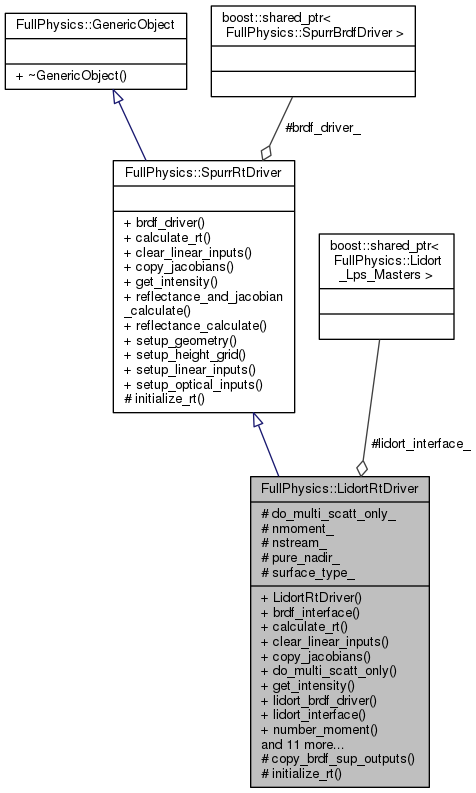 FullPhysics::GenericObject
+ ~GenericObject()
boost::shared_ptr<
FullPhysics::SpurrBrdfDriver >
#brdf_driver_
FullPhysics::SpurrRtDriver
+ brdf_driver()
+ calculate_rt()
+ clear_linear_inputs()
+ copy_jacobians()
+ get_intensity()
+ reflectance_and_jacobian
_calculate()
+ reflectance_calculate()
+ setup_geometry()
+ setup_height_grid()
+ setup_linear_inputs()
+ setup_optical_inputs()
# initialize_rt()
boost::shared_ptr<
FullPhysics::Lidort
_Lps_Masters >
#lidort_interface_
FullPhysics::LidortRtDriver
# do_multi_scatt_only_
# nmoment_
# nstream_
# pure_nadir_
# surface_type_
+ LidortRtDriver()
+ brdf_interface()
+ calculate_rt()
+ clear_linear_inputs()
+ copy_jacobians()
+ do_multi_scatt_only()
+ get_intensity()
+ lidort_brdf_driver()
+ lidort_interface()
+ number_moment()
and 11 more...
# copy_brdf_sup_outputs()
# initialize_rt()